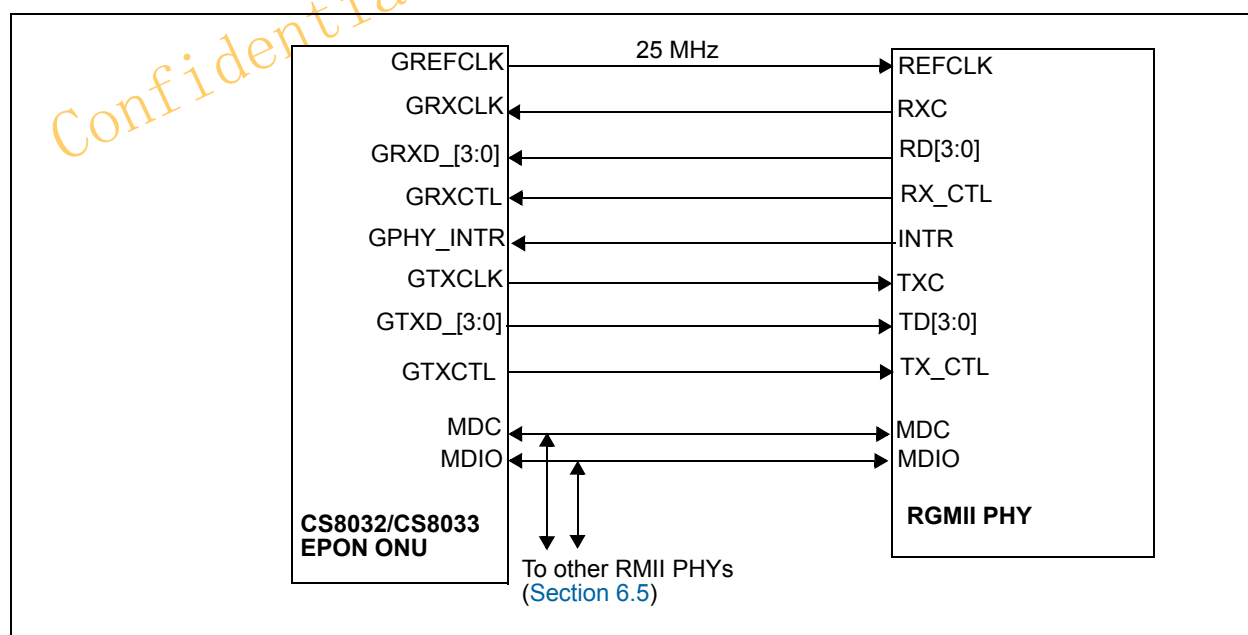 Confidential
25 MHz
GREFCLK REFCLK
GRXCLK RXC
GRXD_[3:0] RD[3:0]
GRXCTL RX_CTL
GPHY_INTR INTR
GTXCLK TXC
GTXD_[3:0] TD[3:0]
GTXCTL TX_CTL
MDC MDC
MDIO MDIO
CS8032/CS8033
EPON ONU
RGMII PHY
To other RMII PHYs
(Section 6.5)